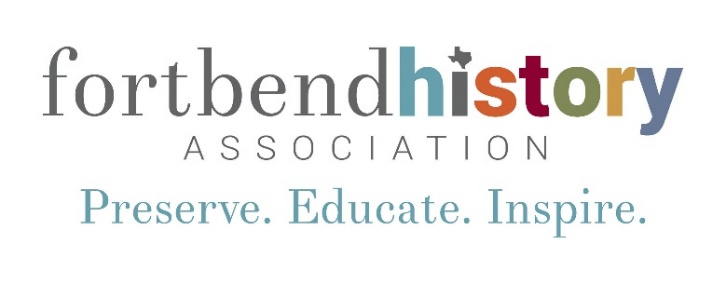 fortbendhistory
ASSOCIATION
Preserve. Educate. Inspire.